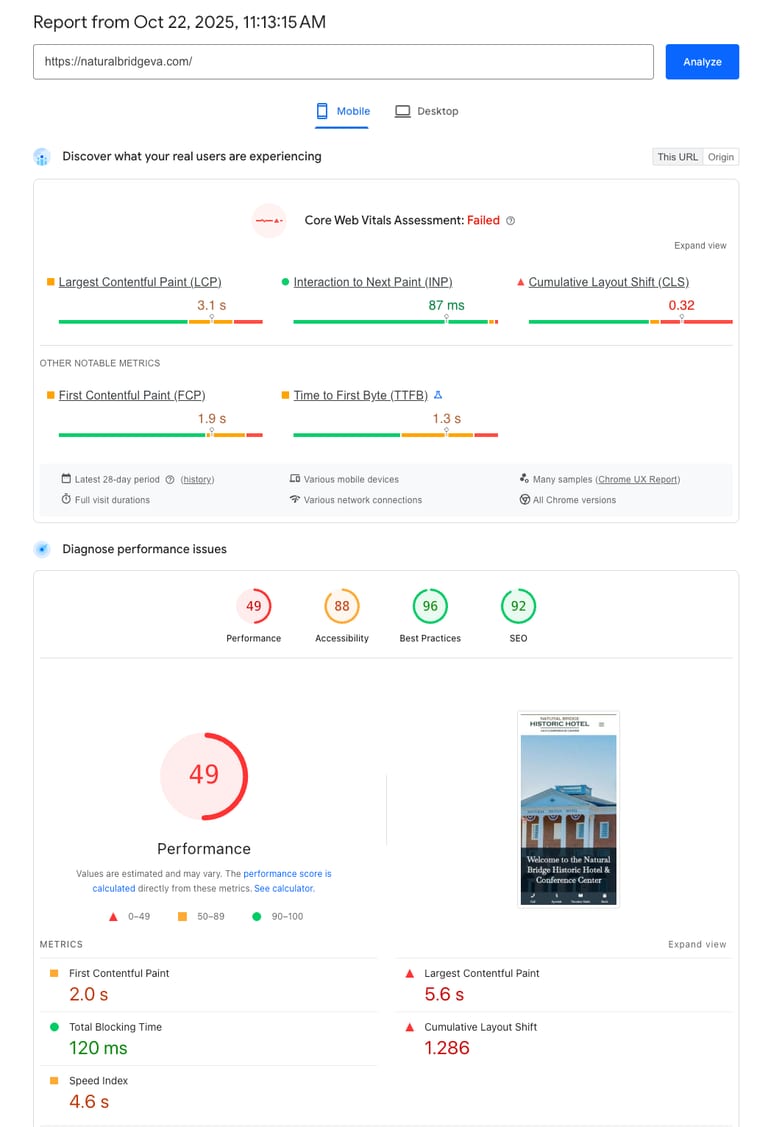 Report from Oct 22, 2025, 11:13:15 AM
https://naturalbridgeva.com/
Analyze
Mobile Desktop
Discover what your real users are experiencing
This URL Origin
Core Web Vitals Assessment: Failed
Expand view
Largest Contentful Paint (LCP) Interaction to Next Paint (INP) Cumulative Layout Shift (CLS)
3.1 s 87 ms 0.32
OTHER NOTABLE METRICS
First Contentful Paint (FCP) Time to First Byte (TTFB)
1.9 s 1.3 s
Latest 28-day period (history) Various mobile devices Many samples (Chrome UX Report)
Full visit durations Various network connections All Chrome versions
Diagnose performance issues
49 88 96 92
Performance Accessibility Best Practices SEO
49
Performance
Values are estimated and may vary. The performance score is
calculated directly from these metrics. See calculator.
0–49 50–89 90–100
NATURAL BRIDGE
HISTORIC HOTEL
Welcome to the Natural
Bridge Historic Hotel &
Conference Center
METRICS Expand view
First Contentful Paint Largest Contentful Paint
2.0 s 5.6 s
Total Blocking Time Cumulative Layout Shift
120 ms 1.286
Speed Index
4.6 s